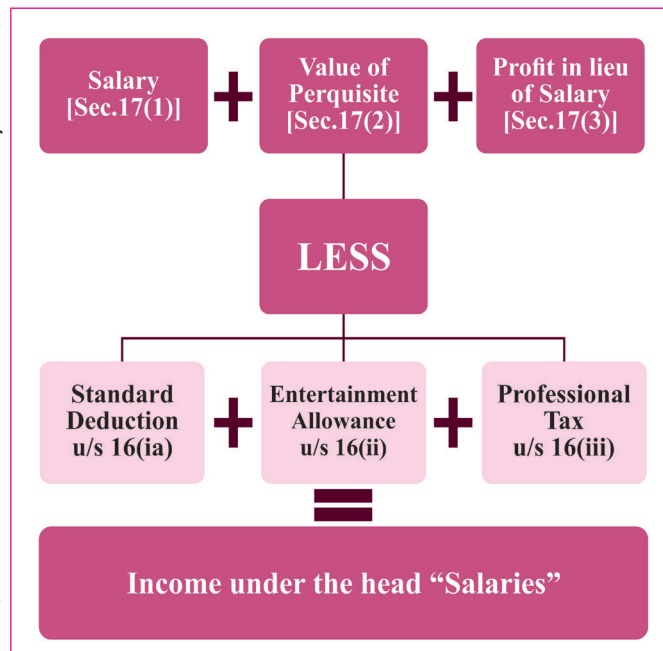 Salary
[Sec.17(1)]
+
Value of
Perquisite
[Sec.17(2)]
+
Profit in lieu
of Salary
[Sec.17(3)]
LESS
Standard
Deduction
u/s 16(ia)
+
Entertainment
Allowance
u/s 16(ii)
+
Professional
Tax
u/s 16(iii)
=
Income under the head “Salaries”